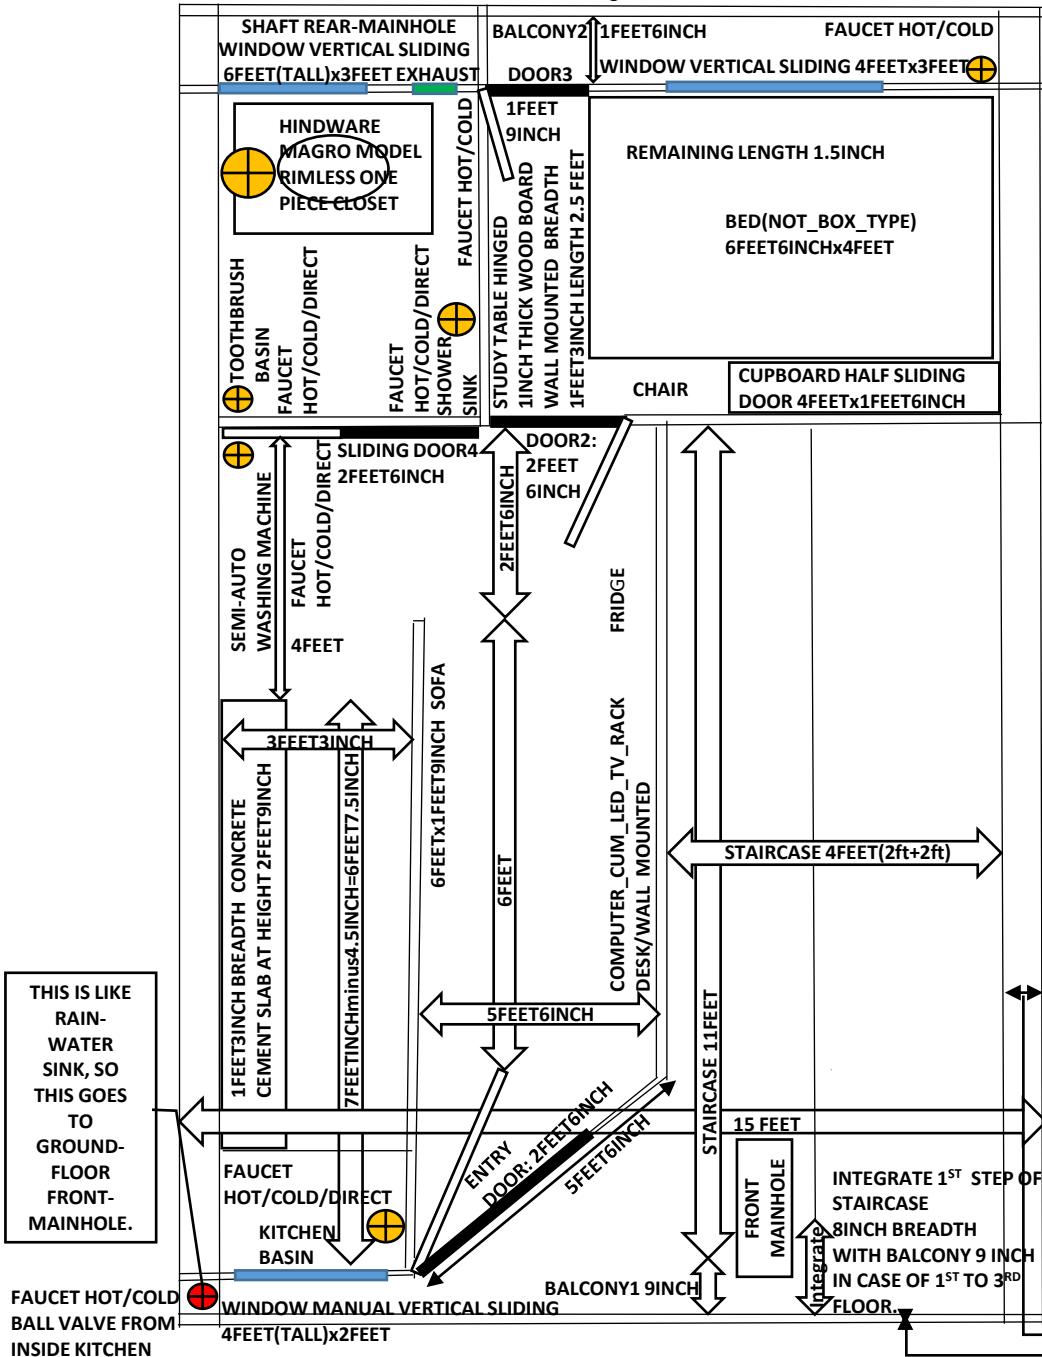 SHAFT REAR-MAINHOLE
WINDOW VERTICAL SLIDING
6FEET(TALL)x3FEET EXHAUST
BALCONY2
1FEET6INCH
FAUCET HOT/COLD
DOOR3
WINDOW VERTICAL SLIDING 4FEETx3FEET
1FEET
9INCH
HINDWARE
MAGRO MODEL
RIMLESS ONE
PIECE CLOSET
FAUCET HOT/COLD
REMAINING LENGTH 1.5INCH
BED(NOT_BOX_TYPE)
6FEET6INCHx4FEET
STUDY TABLE HINGED
1INCH THICK WOOD BOARD
WALL MOUNTED BREADTH
1FEET3INCH LENGTH 2.5 FEET
TOOTHBRUSH
BASIN
FAUCET
HOT/COLD/DIRECT
FAUCET
HOT/COLD/DIRECT
SHOWER
SINK
CHAIR
CUPBOARD HALF SLIDING
DOOR 4FEETx1FEET6INCH
SLIDING DOOR4
2FEET6INCH
DOOR2:
2FEET
6INCH
2FEET6INCH
SEMI-AUTO
WASHING MACHINE
FAUCET
HOT/COLD/DIRECT
4FEET
FRIDGE
3FEET3INCH
6FEETx1FEET9INCH SOFA
1FEET3INCH BREADTH CONCRETE
CEMENT SLAB AT HEIGHT 2FEET9INCH
7FEETINCHminus4.5INCH=6FEET7.5INCH
6FEET
COMPUTER_CUM_LED_TV_RACK
DESK/WALL MOUNTED
STAIRCASE 4FEET(2ft+2ft)
5FEET6INCH
STAIRCASE 11FEET
THIS IS LIKE
RAIN-
WATER
SINK, SO
THIS GOES
TO
GROUND-
FLOOR
FRONT-
MAINHOLE.
15 FEET
ENTRY
DOOR: 2FEET6INCH
5FEET6INCH
FAUCET
HOT/COLD/DIRECT
KITCHEN
BASIN
FRONT
MAINHOLE
INTEGRATE 1ST STEP OF
STAIRCASE
8INCH BREADTH
WITH BALCONY 9 INCH
IN CASE OF 1ST TO 3RD
FLOOR.
Integrate
BALCONY1 9INCH
FAUCET HOT/COLD
BALL VALVE FROM
INSIDE KITCHEN
WINDOW MANUAL VERTICAL SLIDING
4FEET(TALL)x2FEET